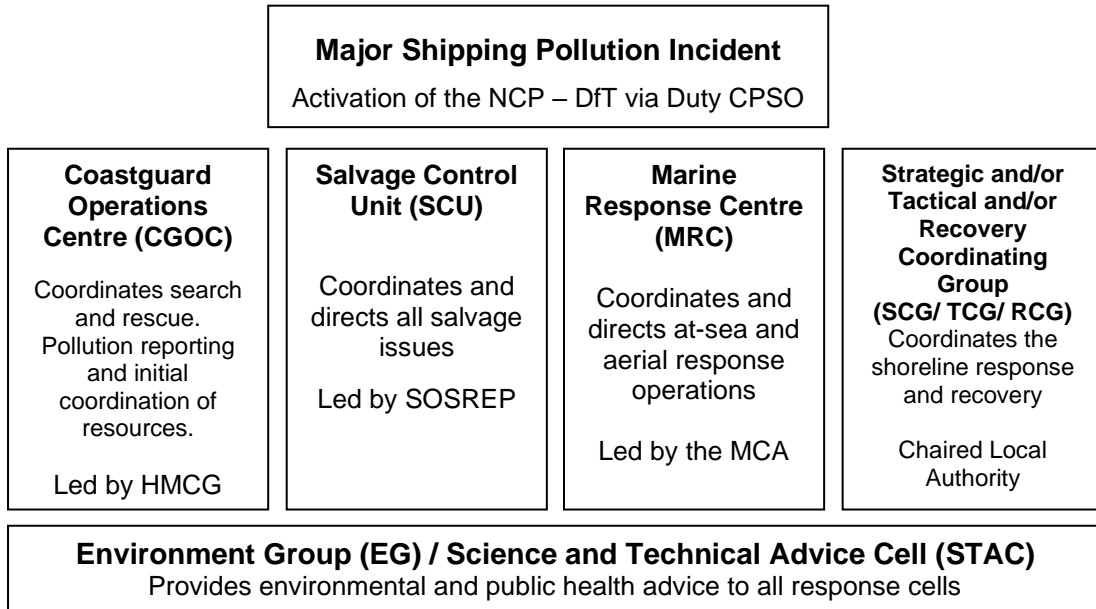 Major Shipping Pollution Incident
Activation of the NCP – DfT via Duty CPSO
Coastguard
Operations
Centre (CGOC)
Coordinates search
and rescue.
Pollution reporting
and initial
coordination of
resources.
Led by HMCG
Salvage Control
Unit (SCU)
Coordinates and
directs all salvage
issues
Led by SOSREP
Marine
Response Centre
(MRC)
Coordinates and
directs at-sea and
aerial response
operations
Led by the MCA
Strategic and/or
Tactical and/or
Recovery
Coordinating
Group
(SCG/ TCG/ RCG)
Coordinates the
shoreline response
and recovery
Chaired Local
Authority
Environment Group (EG) / Science and Technical Advice Cell (STAC)
Provides environmental and public health advice to all response cells